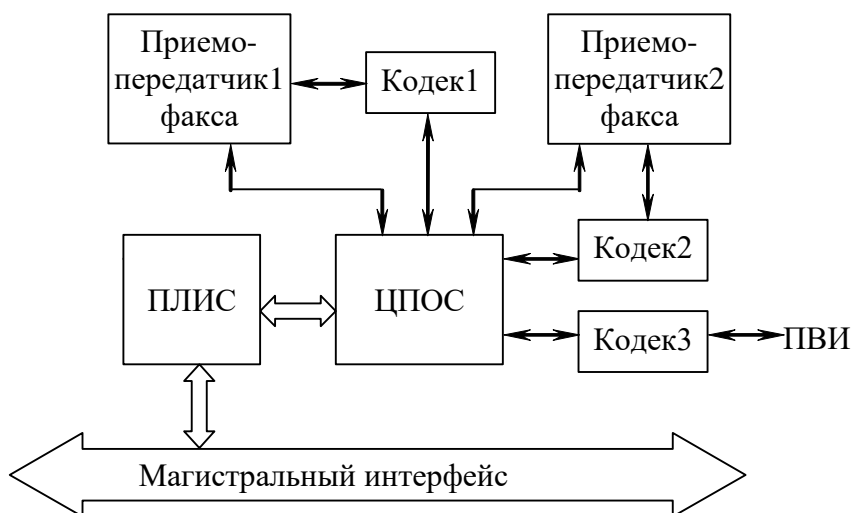 Приемо-
передатчик1
факса
Кодек1
Приемо-
передатчик2
факса
Кодек2
ПЛИС
ЦПОС
Кодек3
ПВИ
Магистральный интерфейс